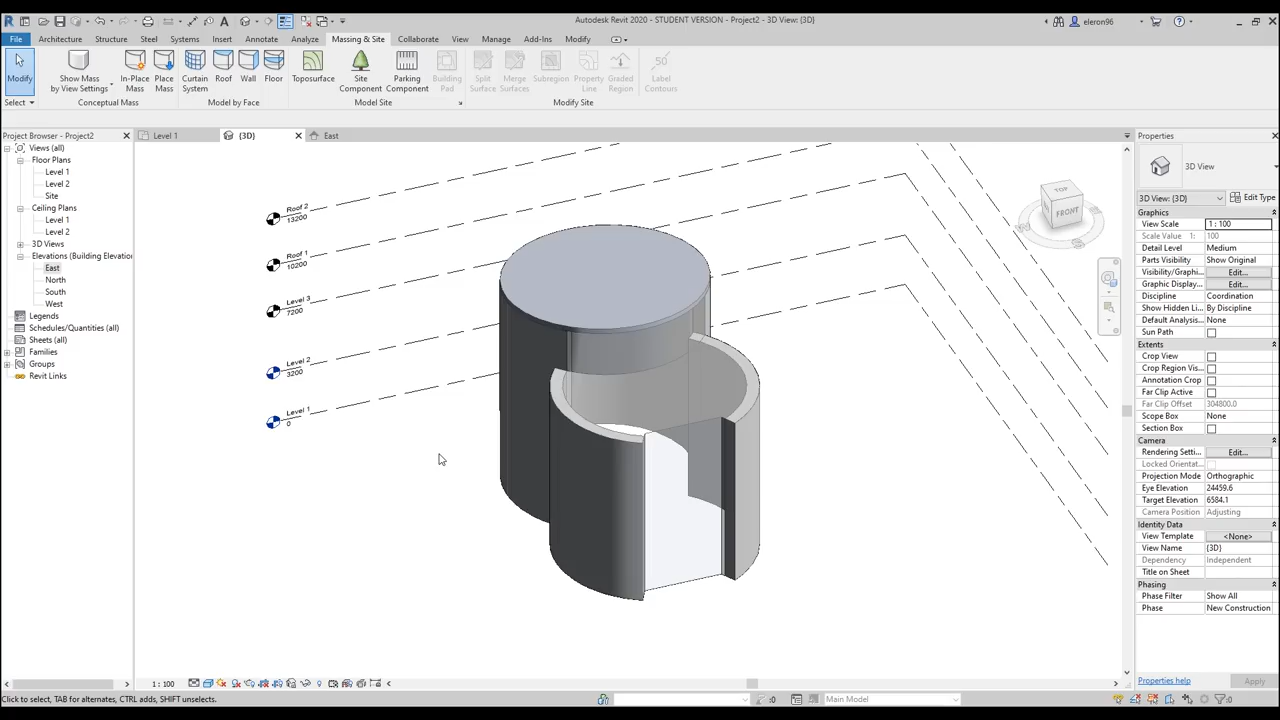 Autodesk Revit 2020 - STUDENT VERSION - Project2 - 3D View: {3D}
eleron96
File Architecture Structure Steel Systems Insert Annotate Analyze Massing & Site Collaborate View Manage Add-Ins Modify
Modify
Show Mass
by View Settings
In-Place
Mass
Place
Mass
Curtain
System
Roof
Wall
Floor
Toposurface
Site
Component
Parking
Component
Building
Pad
Split
Surface
Merge
Surfaces
Subregion
Property
Line
Graded
Region
Label
Contours
Select
Conceptual Mass
Model by Face
Model Site
Modify Site
Project Browser - Project2
Views (all)
Floor Plans
Level 1
Level 2
Site
Ceiling Plans
Level 1
Level 2
3D Views
Elevations (Building Elevation
East
North
South
West
Legends
Schedules/Quantities (all)
Sheets (all)
Families
Groups
Revit Links
Level 1
{3D}
East
Roof 2
13200
Roof 1
10200
Level 3
7200
Level 2
3200
Level 1
0
TOP
FRONT
Properties
3D View
3D View: {3D}
Edit Type
Graphics
View Scale 1 : 100
Scale Value 1: 100
Detail Level Medium
Parts Visibility Show Original
Visibility/Graphi... Edit...
Graphic Display... Edit...
Discipline Coordination
Show Hidden Li... By Discipline
Default Analysis... None
Sun Path
Extents
Crop View
Crop Region Vis...
Annotation Crop
Far Clip Active
Far Clip Offset 304800.0
Scope Box None
Section Box
Camera
Rendering Setti... Edit...
Locked Orientat...
Projection Mode Orthographic
Eye Elevation 24459.6
Target Elevation 6584.1
Camera Position Adjusting
Identity Data
View Template <None>
View Name {3D}
Dependency Independent
Title on Sheet
Phasing
Phase Filter Show All
Phase New Construction
Properties help
Apply
1 : 100
Click to select, TAB for alternates, CTRL adds, SHIFT unselects.
:0
Main Model
:0